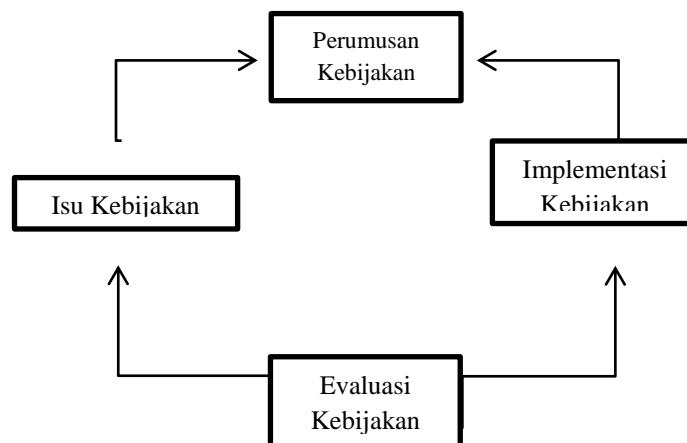 Perumusan
Kebijakan
Isu Kebijakan
Implementasi
Kebijakan
Evaluasi
Kebijakan